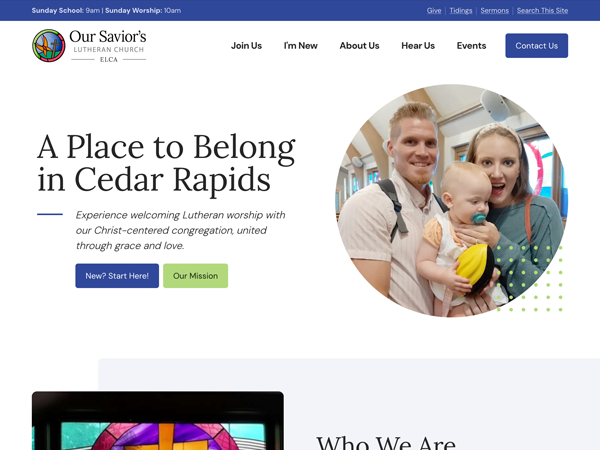 Sunday School: 9am | Sunday Worship: 10am
Give Tidings Sermons Search This Site
Our Savior's
LUTHERAN CHURCH
ELCA
Join Us I'm New About Us Hear Us Events Contact Us
A Place to Belong
in Cedar Rapids
Experience welcoming Lutheran worship with
our Christ-centered congregation, united
through grace and love.
New? Start Here! Our Mission
Who We Are